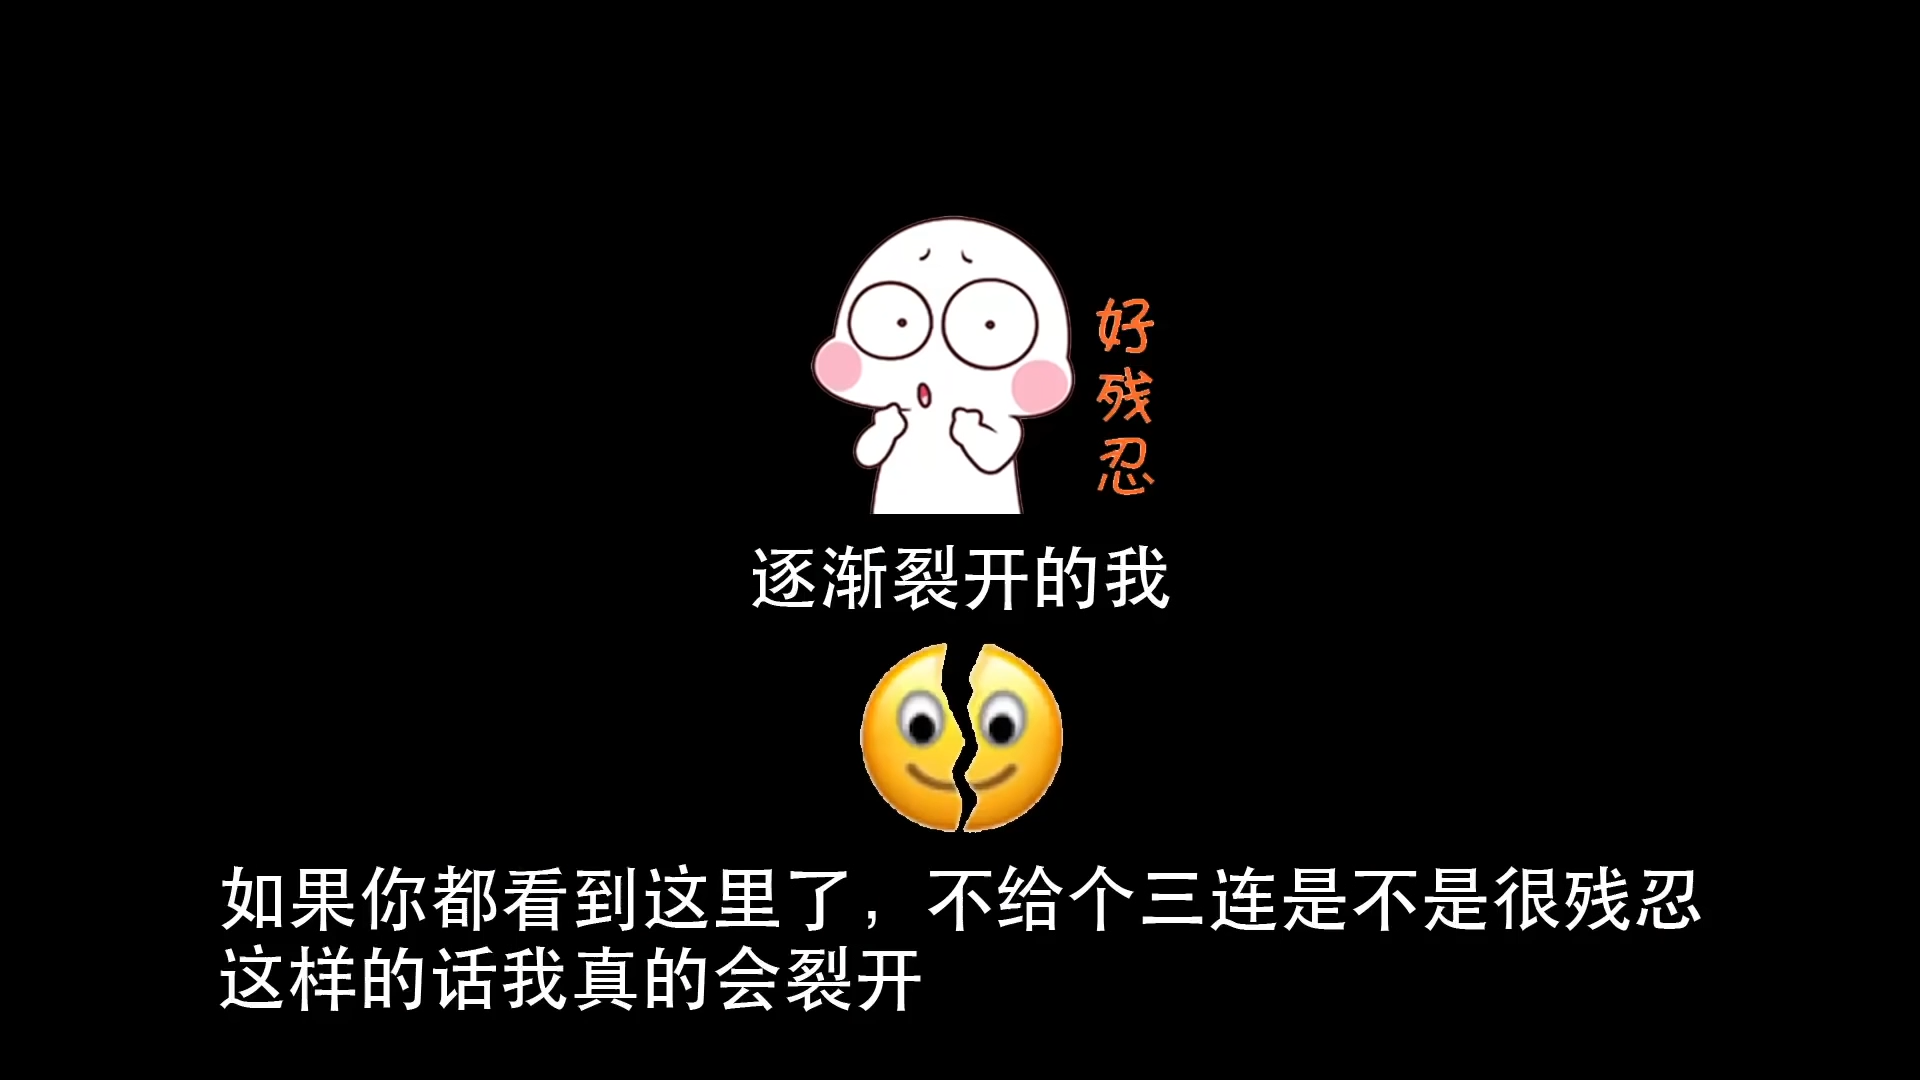 好残忍
逐渐裂开的我
如果你都看到这里了，不给个三连是不是很残忍
这样的话我真的会裂开